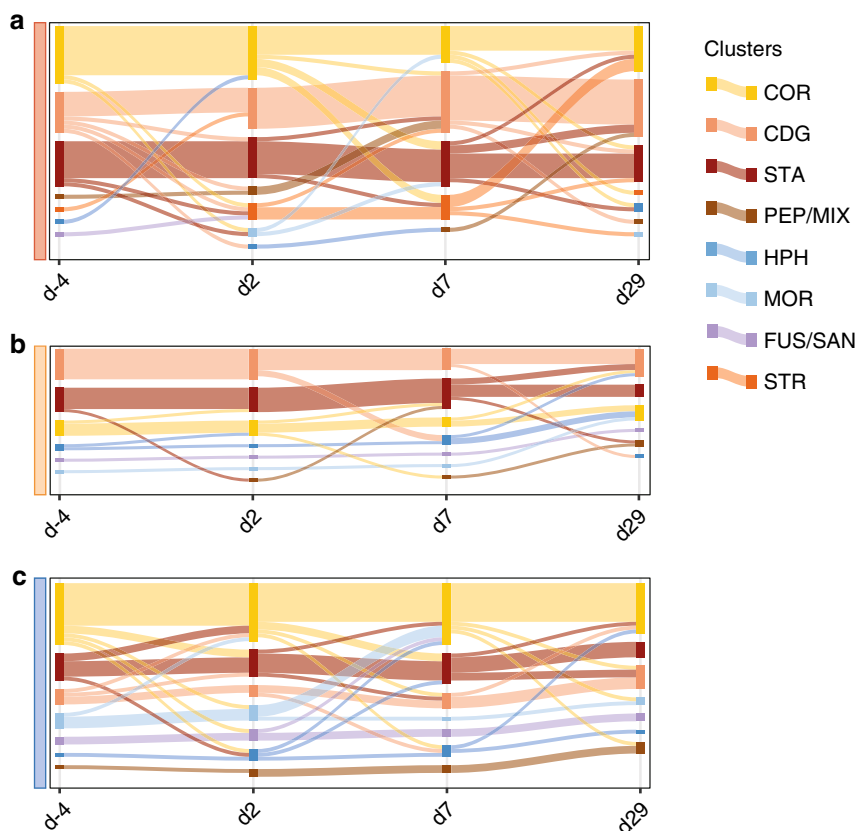 a
d-4 d2 d7 d29
Clusters
COR
CDG
STA
PEP/MIX
HPH
MOR
FUS/SAN
STR
b
d-4 d2 d7 d29
c
d-4 d2 d7 d29